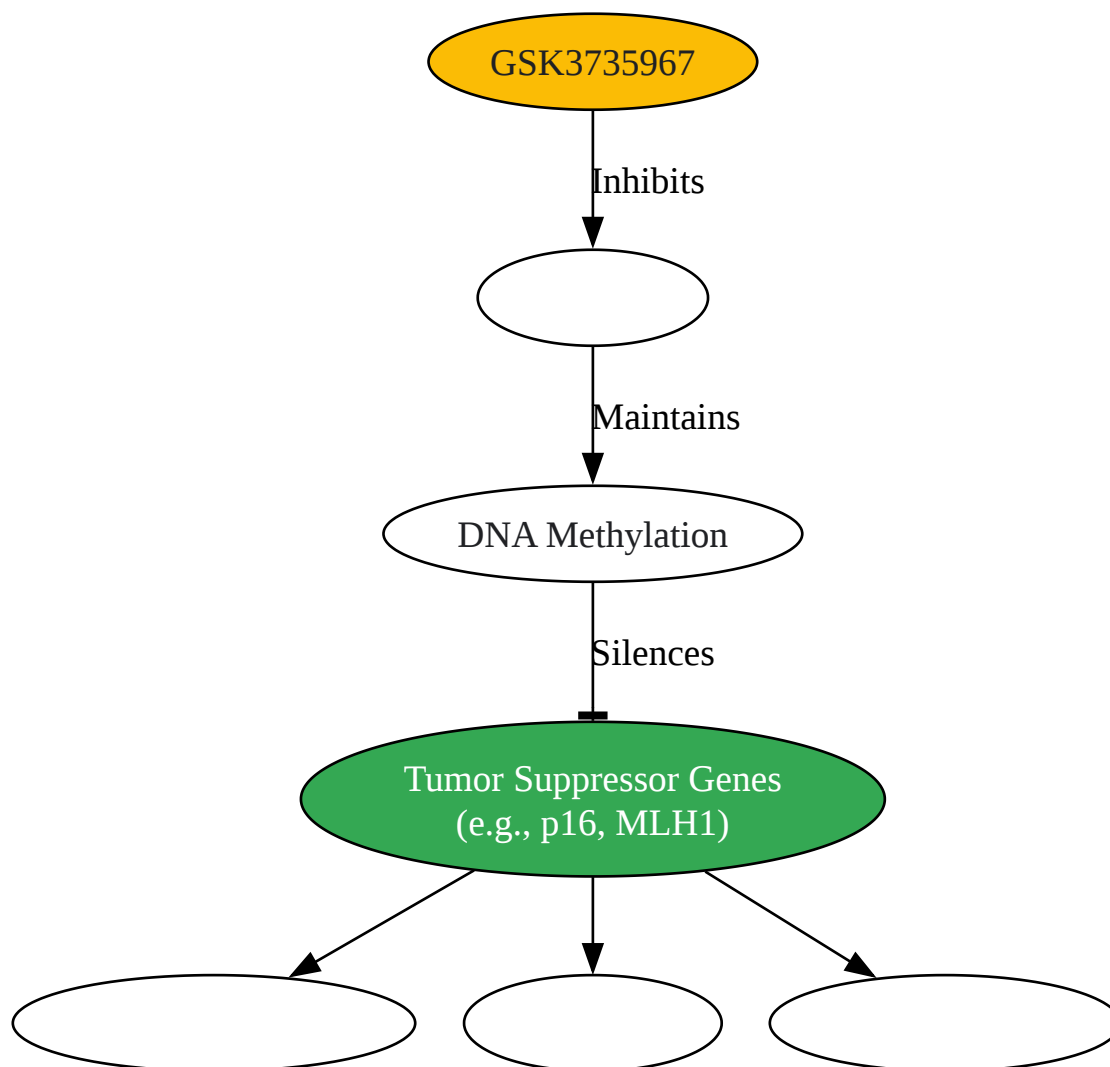 GSK3735967
Inhibits
Maintains
DNA Methylation
Silences
Tumor Suppressor Genes
(e.g., p16, MLH1)